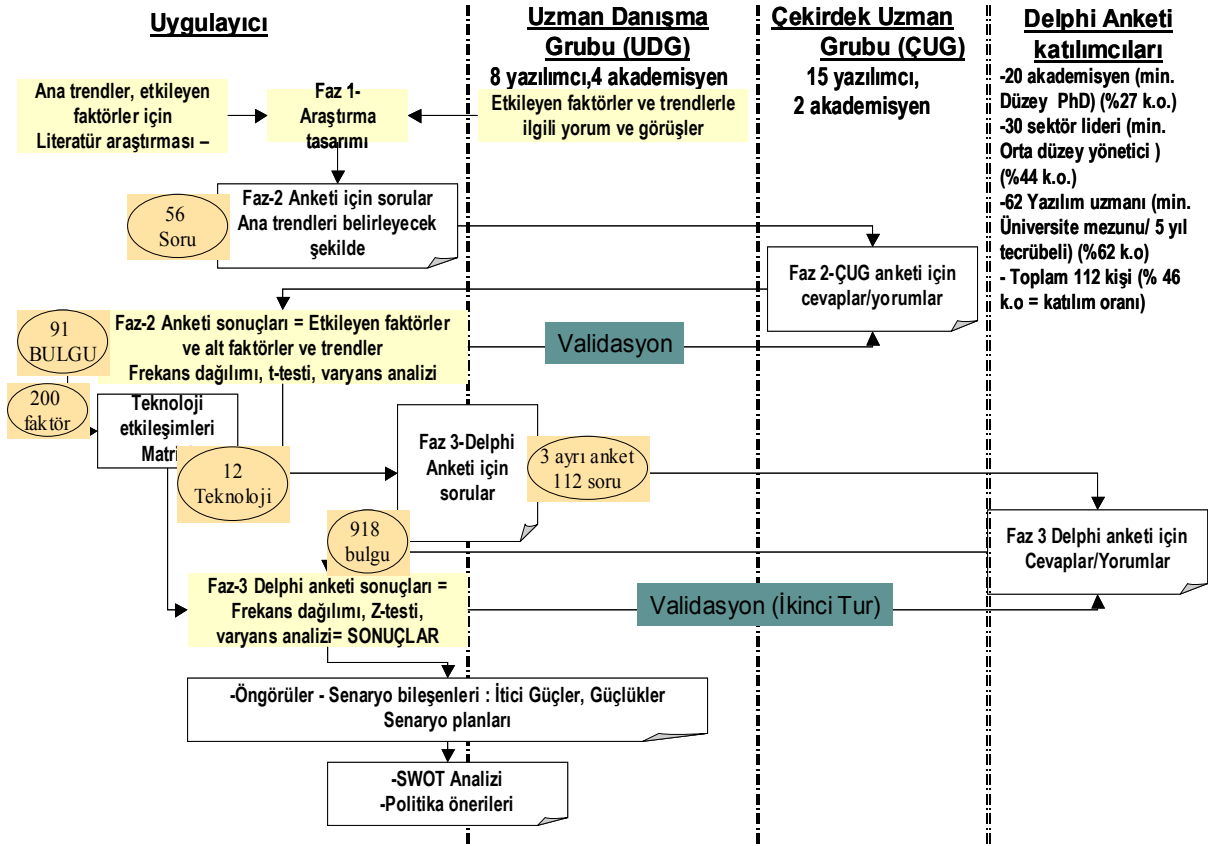 Uygulayıcı
Uzman Danışma
Grubu (UDG)
8 yazılımcı,4 akademisyen
Çekirdek Uzman
Grubu (ÇUG)
15 yazılımcı,
2 akademisyen
Delphi Anketi
katılımcıları
-20 akademisyen (min.
Düzey PhD) (%27 k.o.)
-30 sektör lideri (min.
Orta düzey yönetici )
(%44 k.o.)
-62 Yazılım uzmanı (min.
Üniversite mezunu/ 5 yıl
tecrübeli) (%62 k.o)
- Toplam 112 kişi (% 46
k.o = katılım oranı)
Ana trendler, etkileyen
faktörler için
Literatür araştırması –
Faz 1-
Araştırma
tasarımı
Etkileyen faktörler ve trendlerle
ilgili yorum ve görüşler
56
Soru
Faz-2 Anketi için sorular
Ana trendleri belirleyecek
şekilde
Faz 2-ÇUG anketi için
cevaplar/yorumlar
91
BULGU
Faz-2 Anketi sonuçları = Etkileyen faktörler
ve alt faktörler ve trendler
Frekans dağılımı, t-testi, varyans analizi
Validasyon
200
faktör
Teknoloji
etkileşimleri
Matri
12
Teknoloji
Faz 3-Delphi
Anketi için
sorular
3 ayrı anket
112 soru
918
bulgu
Faz 3 Delphi anketi için
Cevaplar/Yorumlar
Faz-3 Delphi anketi sonuçları =
Frekans dağılımı, Z-testi,
varyans analizi= SONUÇLAR
Validasyon (İkinci Tur)
-Öngörüler - Senaryo bileşenleri : İtici Güçler, Güçlükler
Senaryo planları
-SWOT Analizi
-Politika önerileri